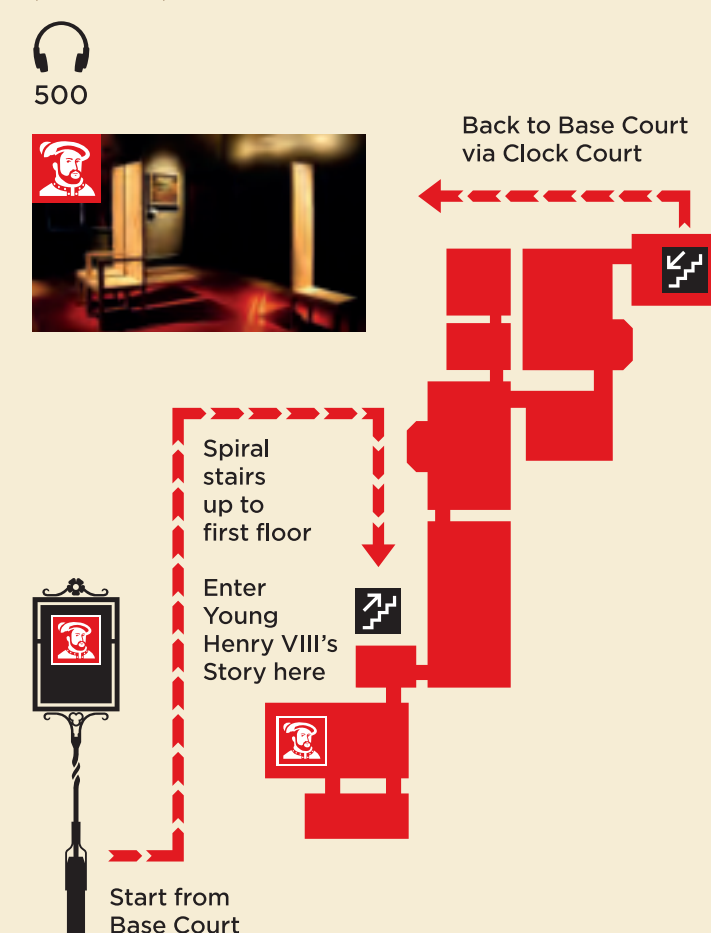 500
Back to Base Court
via Clock Court
Spiral
stairs
up to
first floor
Enter
Young
Henry VIII's
Story here
Start from
Base Court